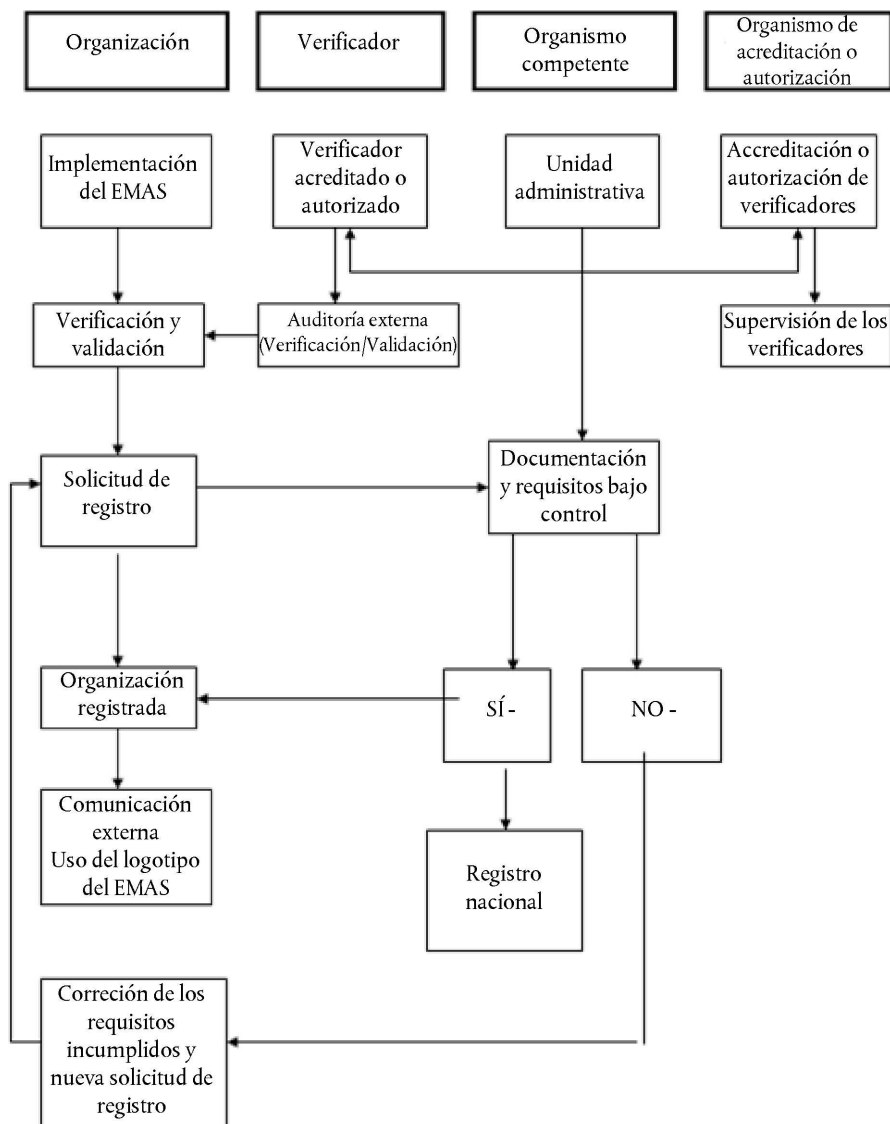 Organización
Verificador
Organismo
competente
Organismo de
acreditación o
autorización
Implementación
del EMAS
Verificador
acreditado o
autorizado
Unidad
administrativa
Accreditación o
autorización de
verificadores
Verificación y
validación
Auditoría externa
(Verificación/Validación)
Supervisión de los
verificadores
Solicitud de
registro
Documentación
y requisitos bajo
control
Organización
registrada
SÍ -
NO -
Comunicación
externa
Uso del logotipo
del EMAS
Registro
nacional
Correción de los
requisitos
incumplidos y
nueva solicitud de
registro